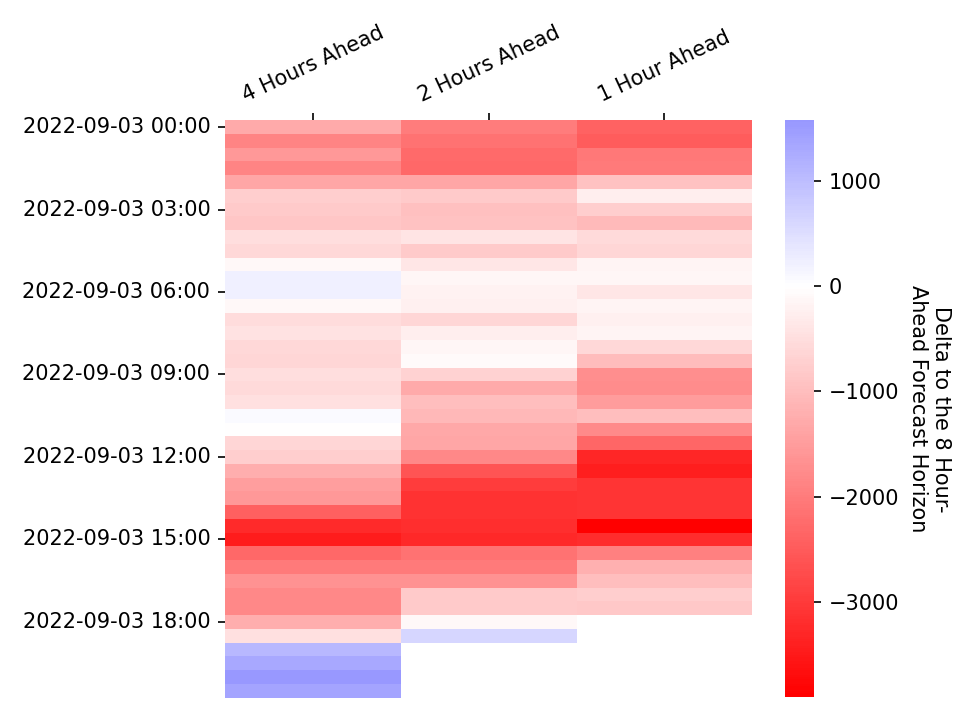 4 Hours Ahead
2 Hours Ahead
1 Hour Ahead
2022-09-03 00:00
2022-09-03 03:00
2022-09-03 06:00
2022-09-03 09:00
2022-09-03 12:00
2022-09-03 15:00
2022-09-03 18:00
1000
0
−1000
−2000
−3000
Delta to the 8 Hour-
Ahead Forecast Horizon